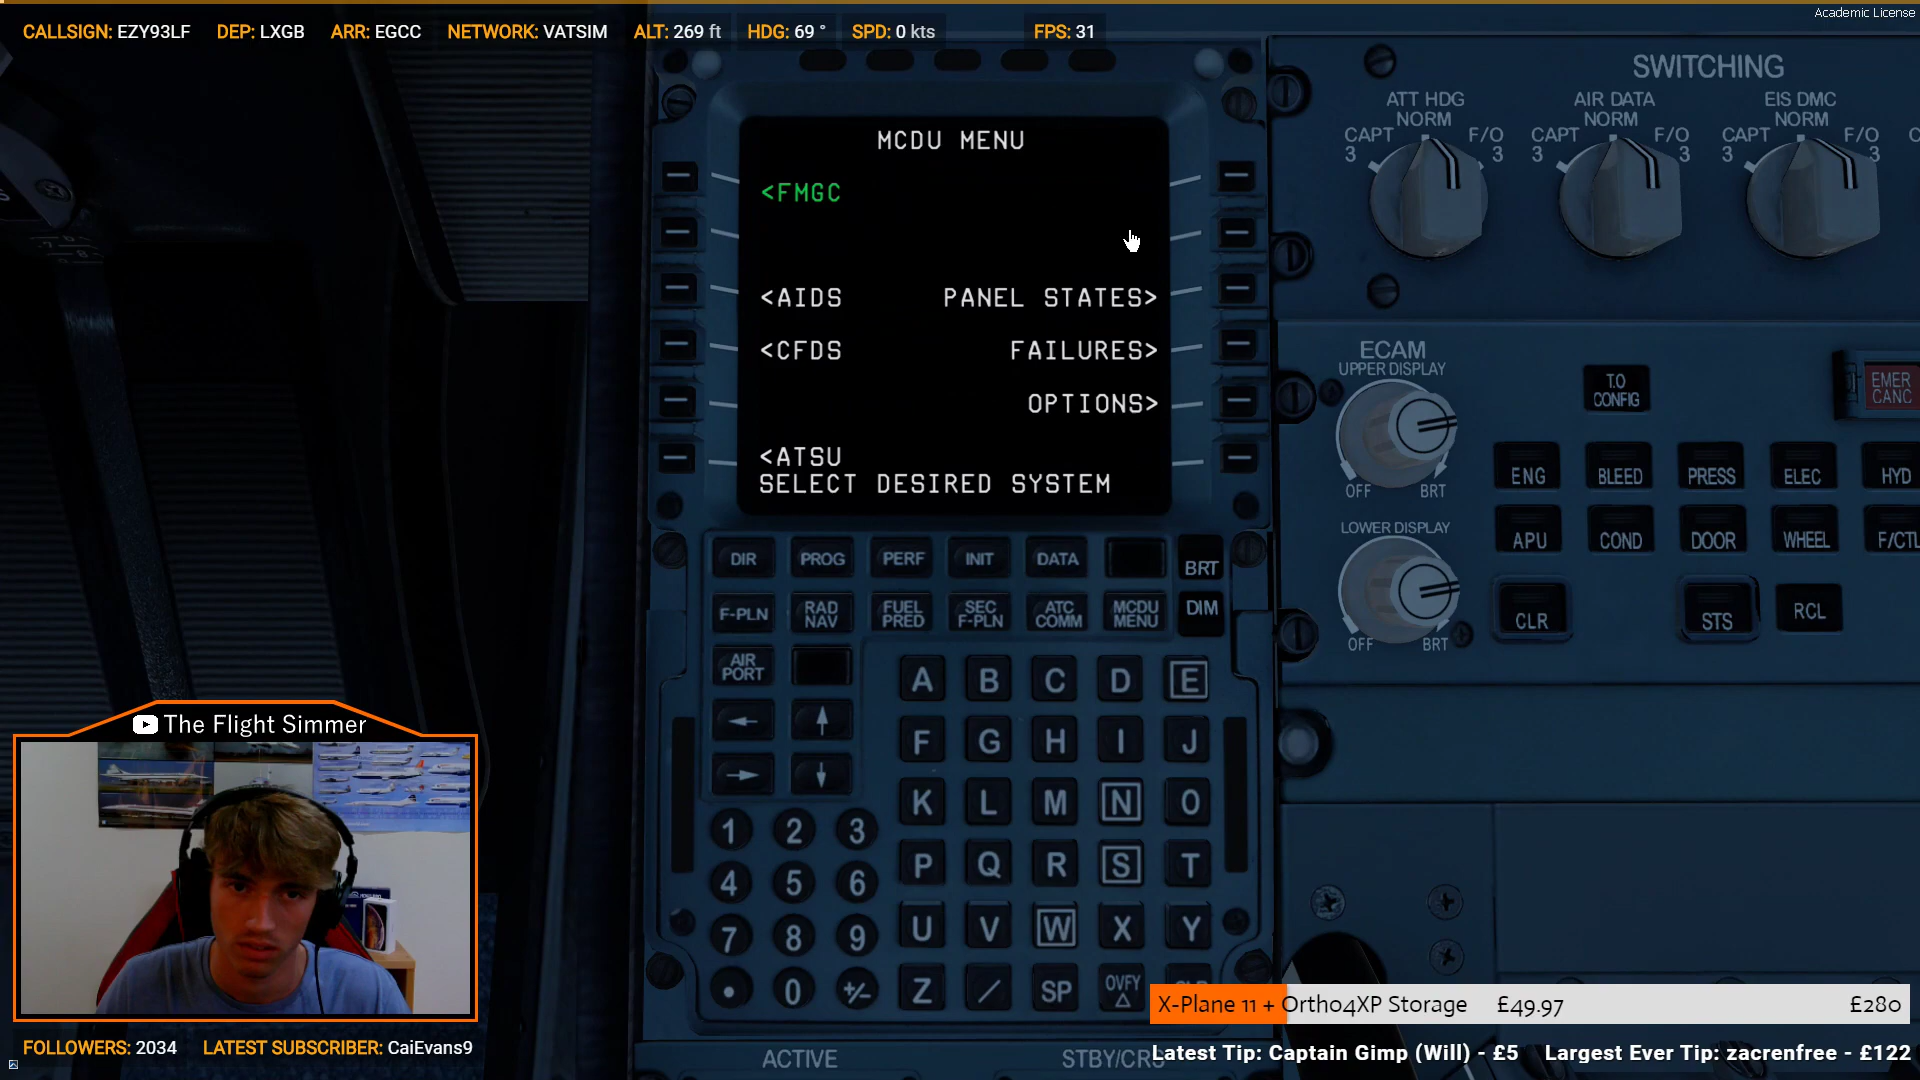 Academic License
CALLSIGN: EZY93LF DEP: LXGB ARR: EGCC NETWORK: VATSIM ALT: 269 ft HDG: 69 ° SPD: 0 kts FPS: 31
MCDU MENU
<FMGC
<AIDS PANEL STATES>
<CFDS FAILURES>
OPTIONS>
<ATSU
SELECT DESIRED SYSTEM
SWITCHING
ATT HDG AIR DATA EIS DMC
NORM NORM NORM
CAPT F/O CAPT F/O CAPT F/O
3 3 3 3 3 3
ECAM
UPPER DISPLAY
OFF BRT
LOWER DISPLAY
OFF BRT
T.O
CONFIG
EMER
CANC
ENG BLEED PRESS ELEC HYD
APU COND DOOR WHEEL F/CTL
CLR STS RCL
DIR PROG PERF INIT DATA BRT
F-PLN RAD NAV FUEL PRED SEC F-PLN ATC COMM MCDU MENU DIM
AIR PORT
A B C D E
F G H I J
K L M N O
P Q R S T
U V W X Y
Z / SP OVFY
1 2 3
4 5 6
7 8 9
. 0 +/-
ACTIVE STBY/CRS
The Flight Simmer
FOLLOWERS: 2034 LATEST SUBSCRIBER: CaiEvans9
X-Plane 11 + Ortho4XP Storage £49.97 £280
Latest Tip: Captain Gimp (Will) - £5 Largest Ever Tip: zacrenfree - £122